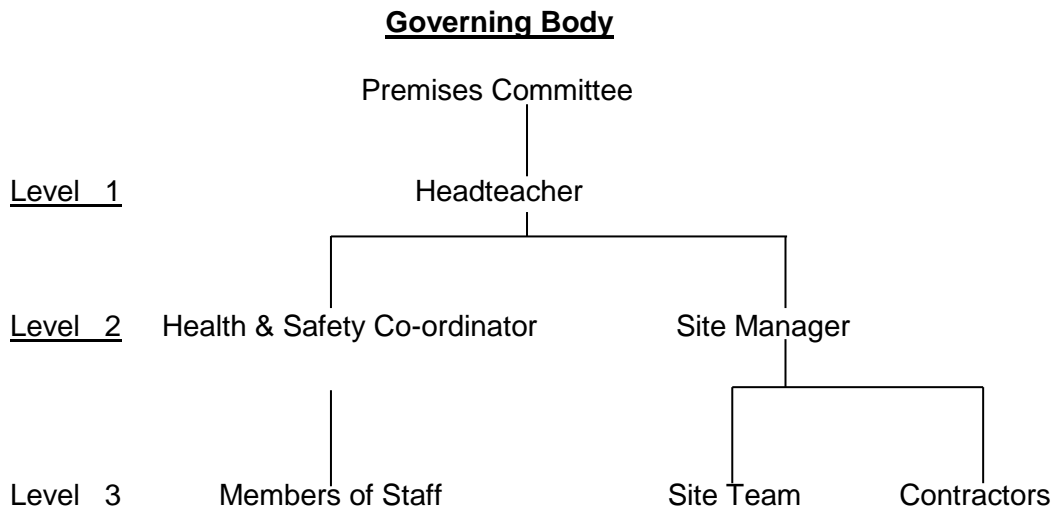 Governing Body
Premises Committee
Level 1 Headteacher
Level 2 Health & Safety Co-ordinator Site Manager
Level 3 Members of Staff Site Team Contractors